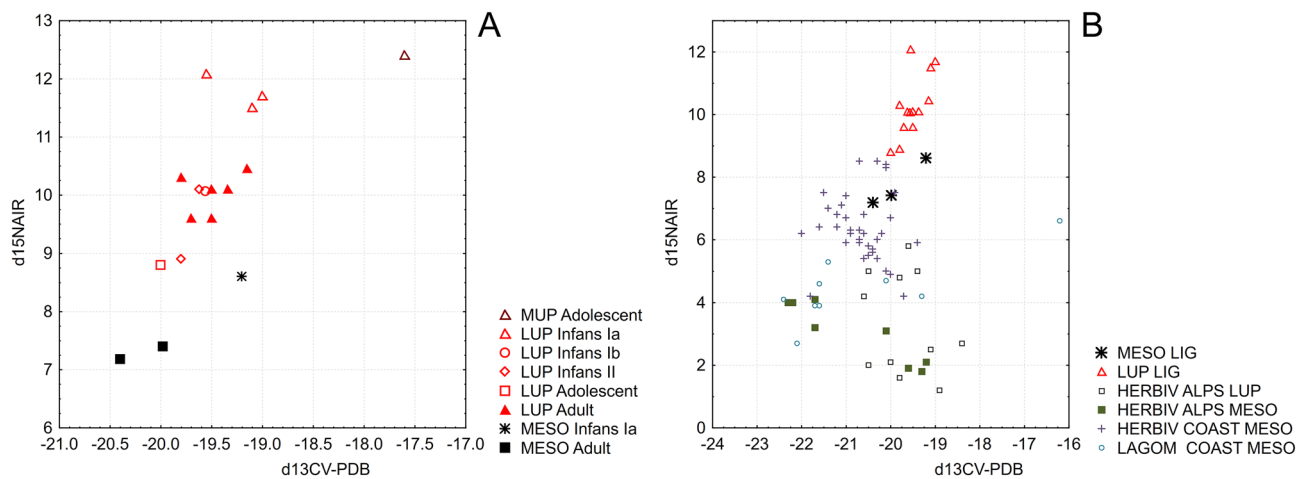 A
13
12
11
10
9
8
7
6
d15NAIR
-21.0 -20.5 -20.0 -19.5 -19.0 -18.5 -18.0 -17.5 -17.0
d13CV-PDB
MUP Adolescent
LUP Infans Ia
LUP Infans Ib
LUP Infans II
LUP Adolescent
LUP Adult
MESO Infans Ia
MESO Adult
B
12
10
8
6
4
2
0
d15NAIR
-24 -23 -22 -21 -20 -19 -18 -17 -16
d13CV-PDB
MESO LIG
LUP LIG
HERBIV ALPS LUP
HERBIV ALPS MESO
HERBIV COAST MESO
LAGOM COAST MESO